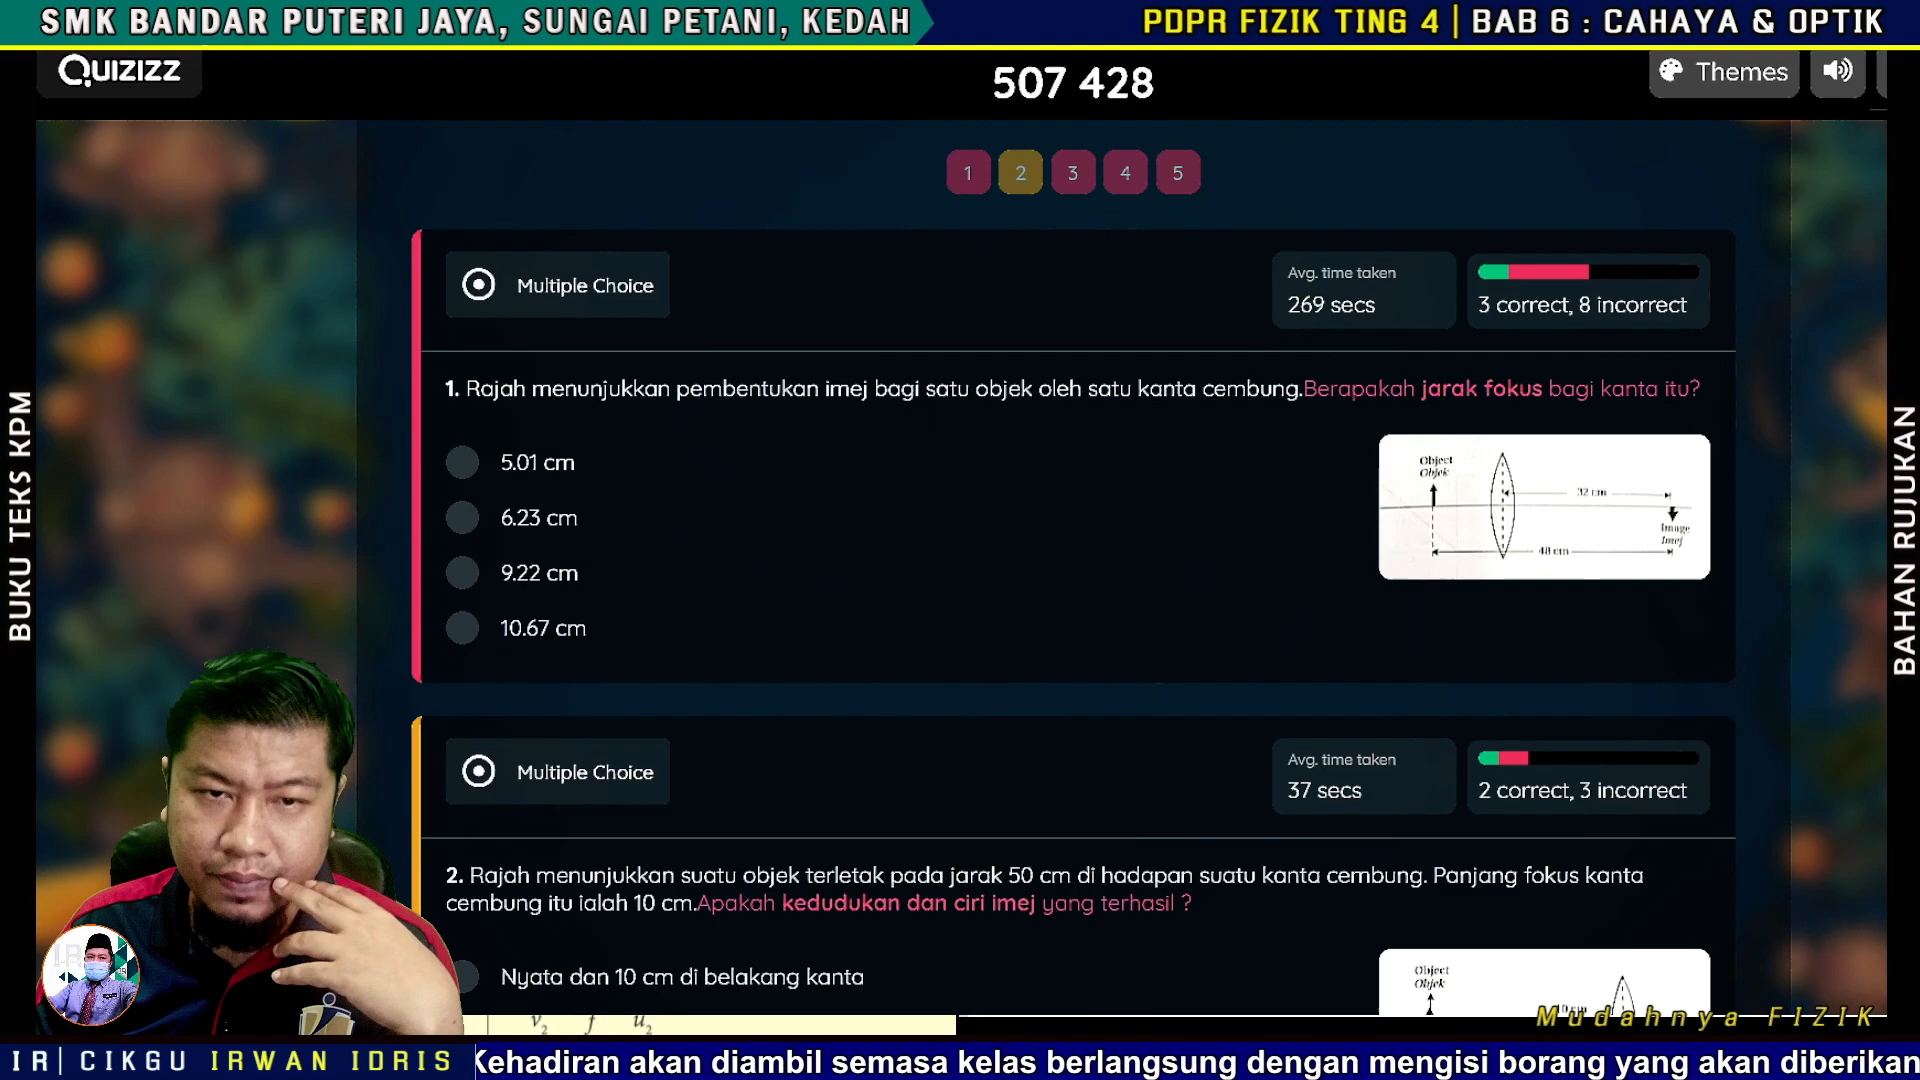 SMK BANDAR PUTERI JAYA, SUNGAI PETANI, KEDAH
PDPR FIZIK TING 4 | BAB 6 : CAHAYA & OPTIK
QUIZIZZ
507 428
Themes
1 2 3 4 5
Multiple Choice
Avg. time taken
269 secs
3 correct, 8 incorrect
1. Rajah menunjukkan pembentukan imej bagi satu objek oleh satu kanta cembung.Berapakah jarak fokus bagi kanta itu?
5.01 cm
6.23 cm
9.22 cm
10.67 cm
Object
Objek
32 cm
Image
Imej
48 cm
Multiple Choice
Avg. time taken
37 secs
2 correct, 3 incorrect
2. Rajah menunjukkan suatu objek terletak pada jarak 50 cm di hadapan suatu kanta cembung. Panjang fokus kanta
cembung itu ialah 10 cm.Apakah kedudukan dan ciri imej yang terhasil ?
Nyata dan 10 cm di belakang kanta
Object
Objek
v2 f u2
Mudahnya FIZIK
BUKU TEKS KPM
BAHAN RUJUKAN
IR| CIKGU IRWAN IDRIS
Kehadiran akan diambil semasa kelas berlangsung dengan mengisi borang yang akan diberikan